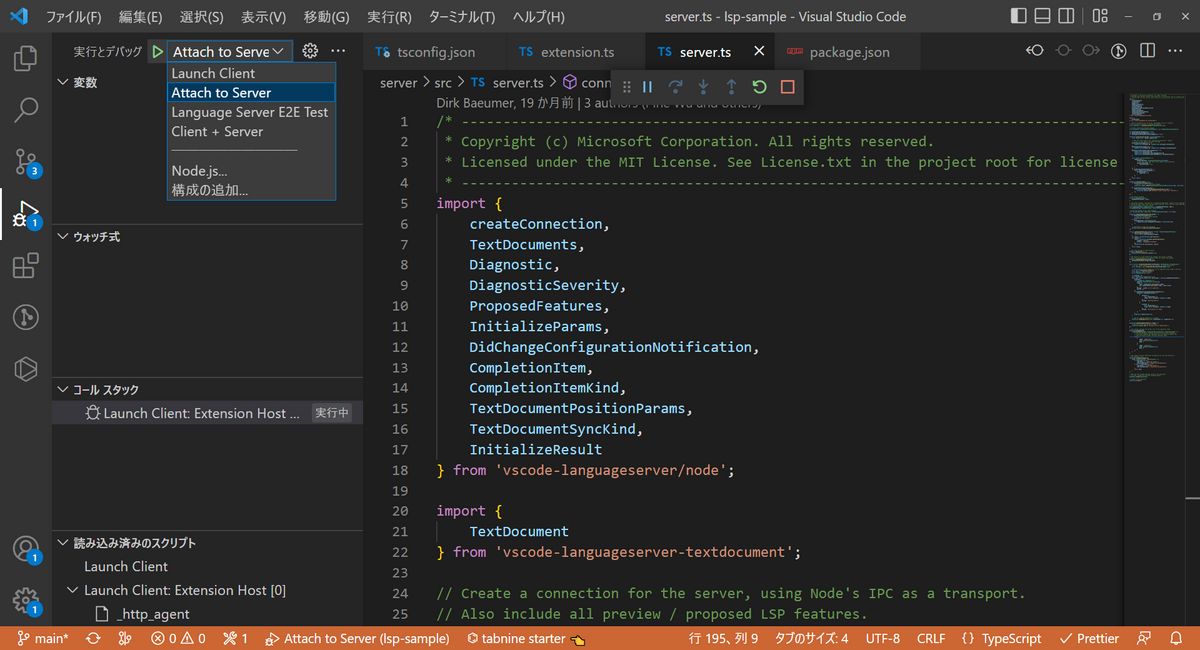 ファイル(F) 編集(E) 選択(S) 表示(V) 移動(G) 実行(R) ターミナル(T) ヘルプ(H) server.ts - lsp-sample - Visual Studio Code
実行とデバッグ Attach to Serve
Launch Client
Attach to Server
Language Server E2E Test
Client + Server
Node.js...
構成の追加...
変数
ウォッチ式
コール スタック
Launch Client: Extension Host ... 実行中
読み込み済みのスクリプト
Launch Client
Launch Client: Extension Host [0]
_http_agent
3
1
1
1
TS tsconfig.json TS extension.ts TS server.ts package.json
server > src > TS server.ts > conn
Dirk Baeumer, 19 か月前 | 3 authors
1 /* --------------------------------------------------------------------------------
2 * Copyright (c) Microsoft Corporation. All rights reserved.
3 * Licensed under the MIT License. See License.txt in the project root for license
4 * --------------------------------------------------------------------------------
5 import {
6 createConnection,
7 TextDocuments,
8 Diagnostic,
9 DiagnosticSeverity,
10 ProposedFeatures,
11 InitializeParams,
12 DidChangeConfigurationNotification,
13 CompletionItem,
14 CompletionItemKind,
15 TextDocumentPositionParams,
16 TextDocumentSyncKind,
17 InitializeResult
18 } from 'vscode-languageserver/node';
19
20 import {
21 TextDocument
22 } from 'vscode-languageserver-textdocument';
23
24 // Create a connection for the server, using Node's IPC as a transport.
25 // Also include all preview / proposed LSP features.
main* 0 0 1 Attach to Server (lsp-sample) tabnine starter 行 195、列 9 タブのサイズ: 4 UTF-8 CRLF {} TypeScript Prettier